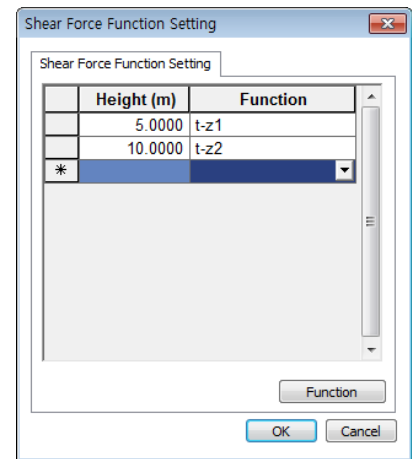 Shear Force Function Setting
Shear Force Function Setting
Height (m) Function
5.0000 t-z1
10.0000 t-z2
*
Function
OK Cancel